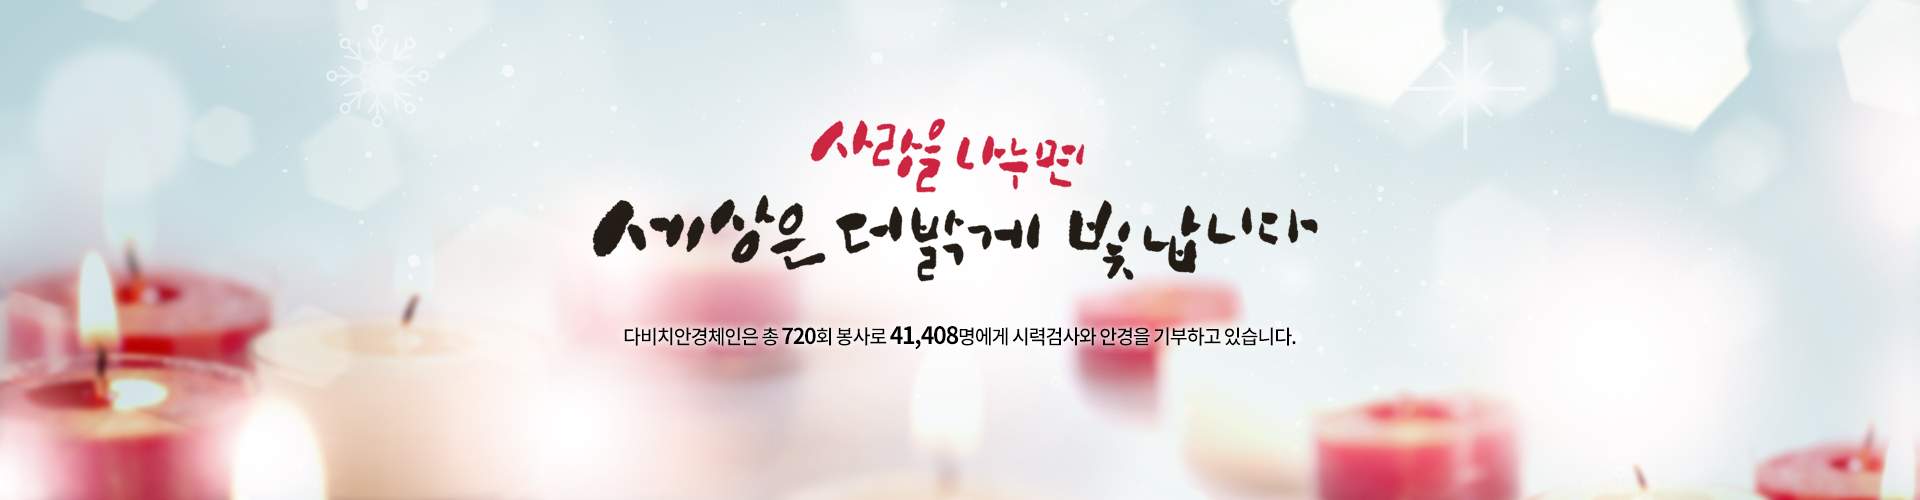 사랑을 나누면
세상은 더 밝게 빛납니다
다비치안경체인은 총 720회 봉사로 41,408명에게 시력검사와 안경을 기부하고 있습니다.